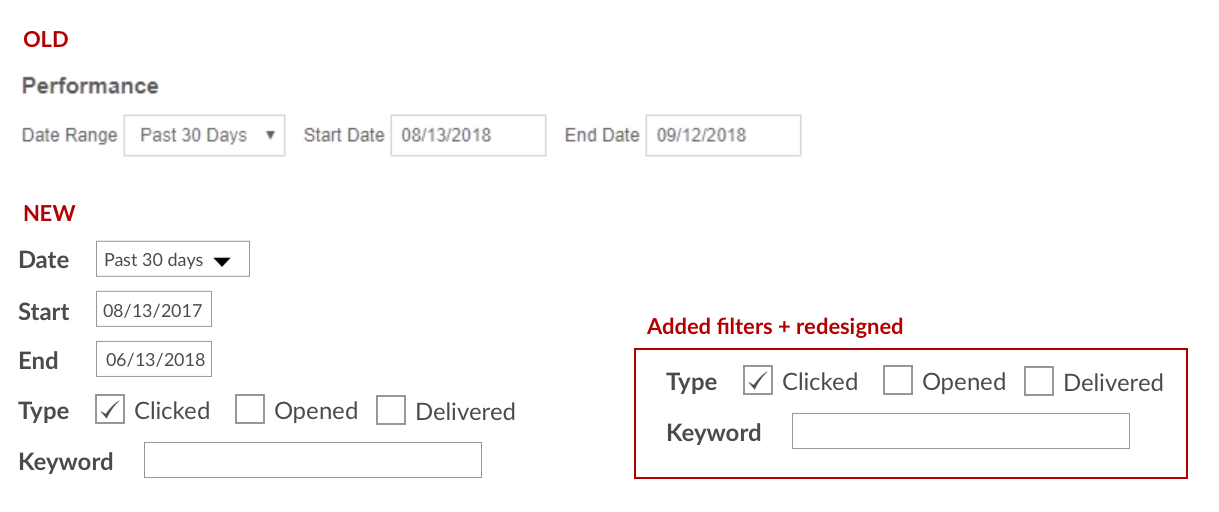 OLD
Performance
Date Range Past 30 Days Start Date 08/13/2018 End Date 09/12/2018
NEW
Date Past 30 days
Start 08/13/2017
End 06/13/2018
Type Clicked Opened Delivered
Keyword
Added filters + redesigned
Type Clicked Opened Delivered
Keyword